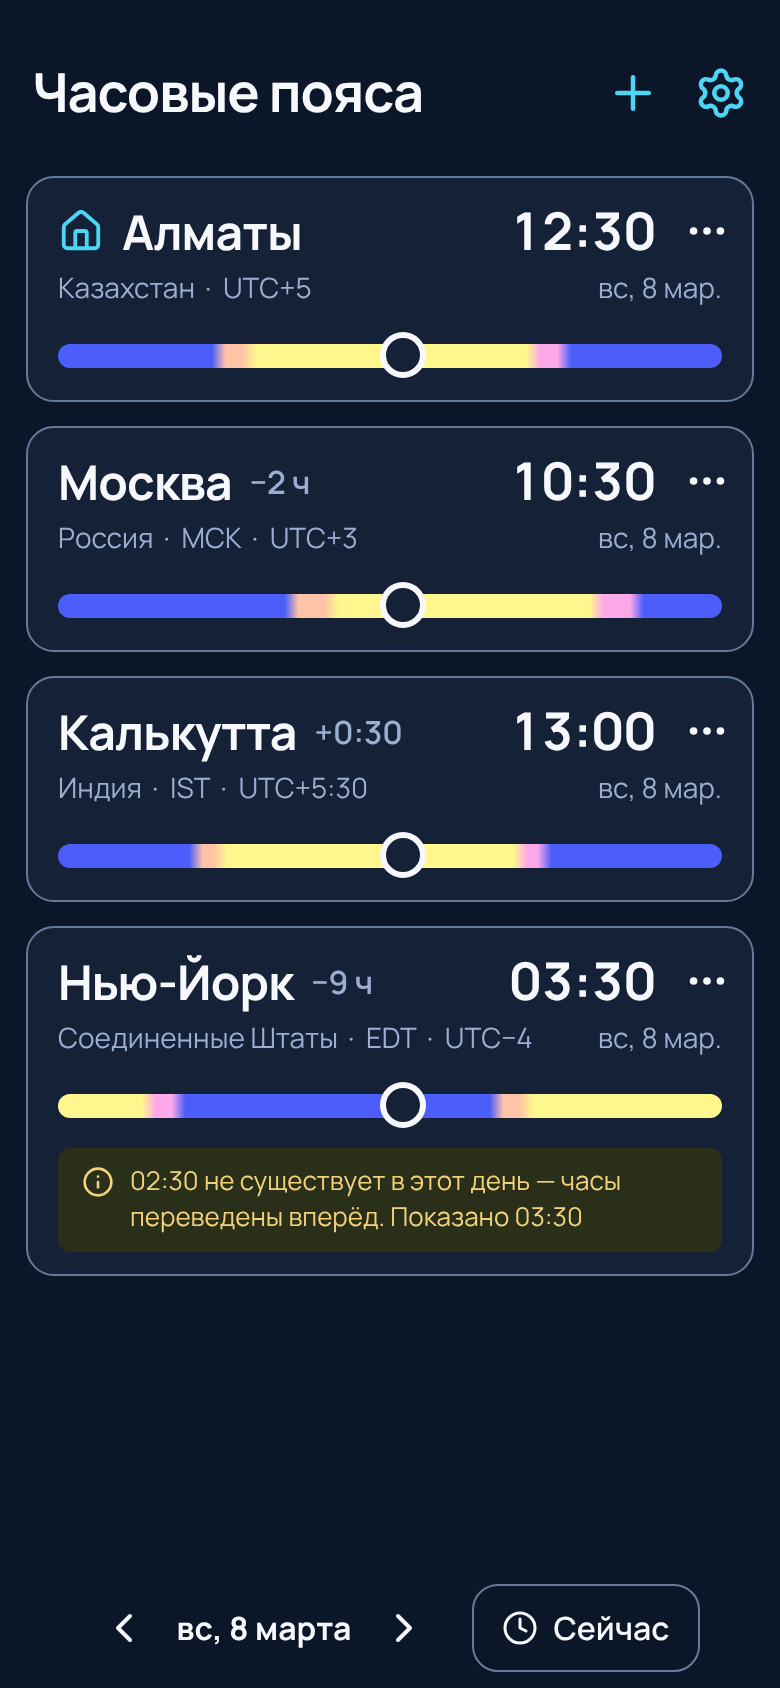 Часовые пояса
Алматы 12:30
Казахстан · UTC+5 вс, 8 мар.
Москва −2 ч 10:30
Россия · МСК · UTC+3 вс, 8 мар.
Калькутта +0:30 13:00
Индия · IST · UTC+5:30 вс, 8 мар.
Нью-Йорк −9 ч 03:30
Соединенные Штаты · EDT · UTC−4 вс, 8 мар.
02:30 не существует в этот день — часы
переведены вперёд. Показано 03:30
вс, 8 марта Сейчас